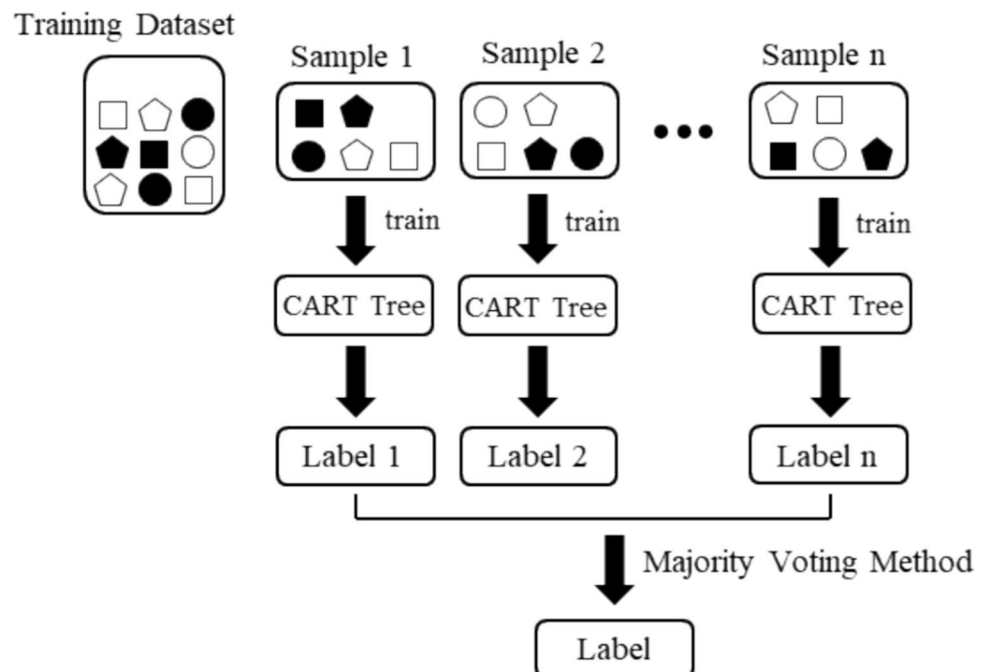 Training Dataset
Sample 1
Sample 2
Sample n
train
train
train
CART Tree
CART Tree
CART Tree
Label 1
Label 2
Label n
Majority Voting Method
Label